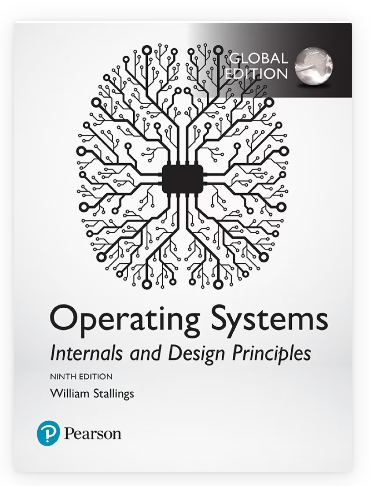 GLOBAL
EDITION
Operating Systems
Internals and Design Principles
NINTH EDITION
William Stallings
P Pearson